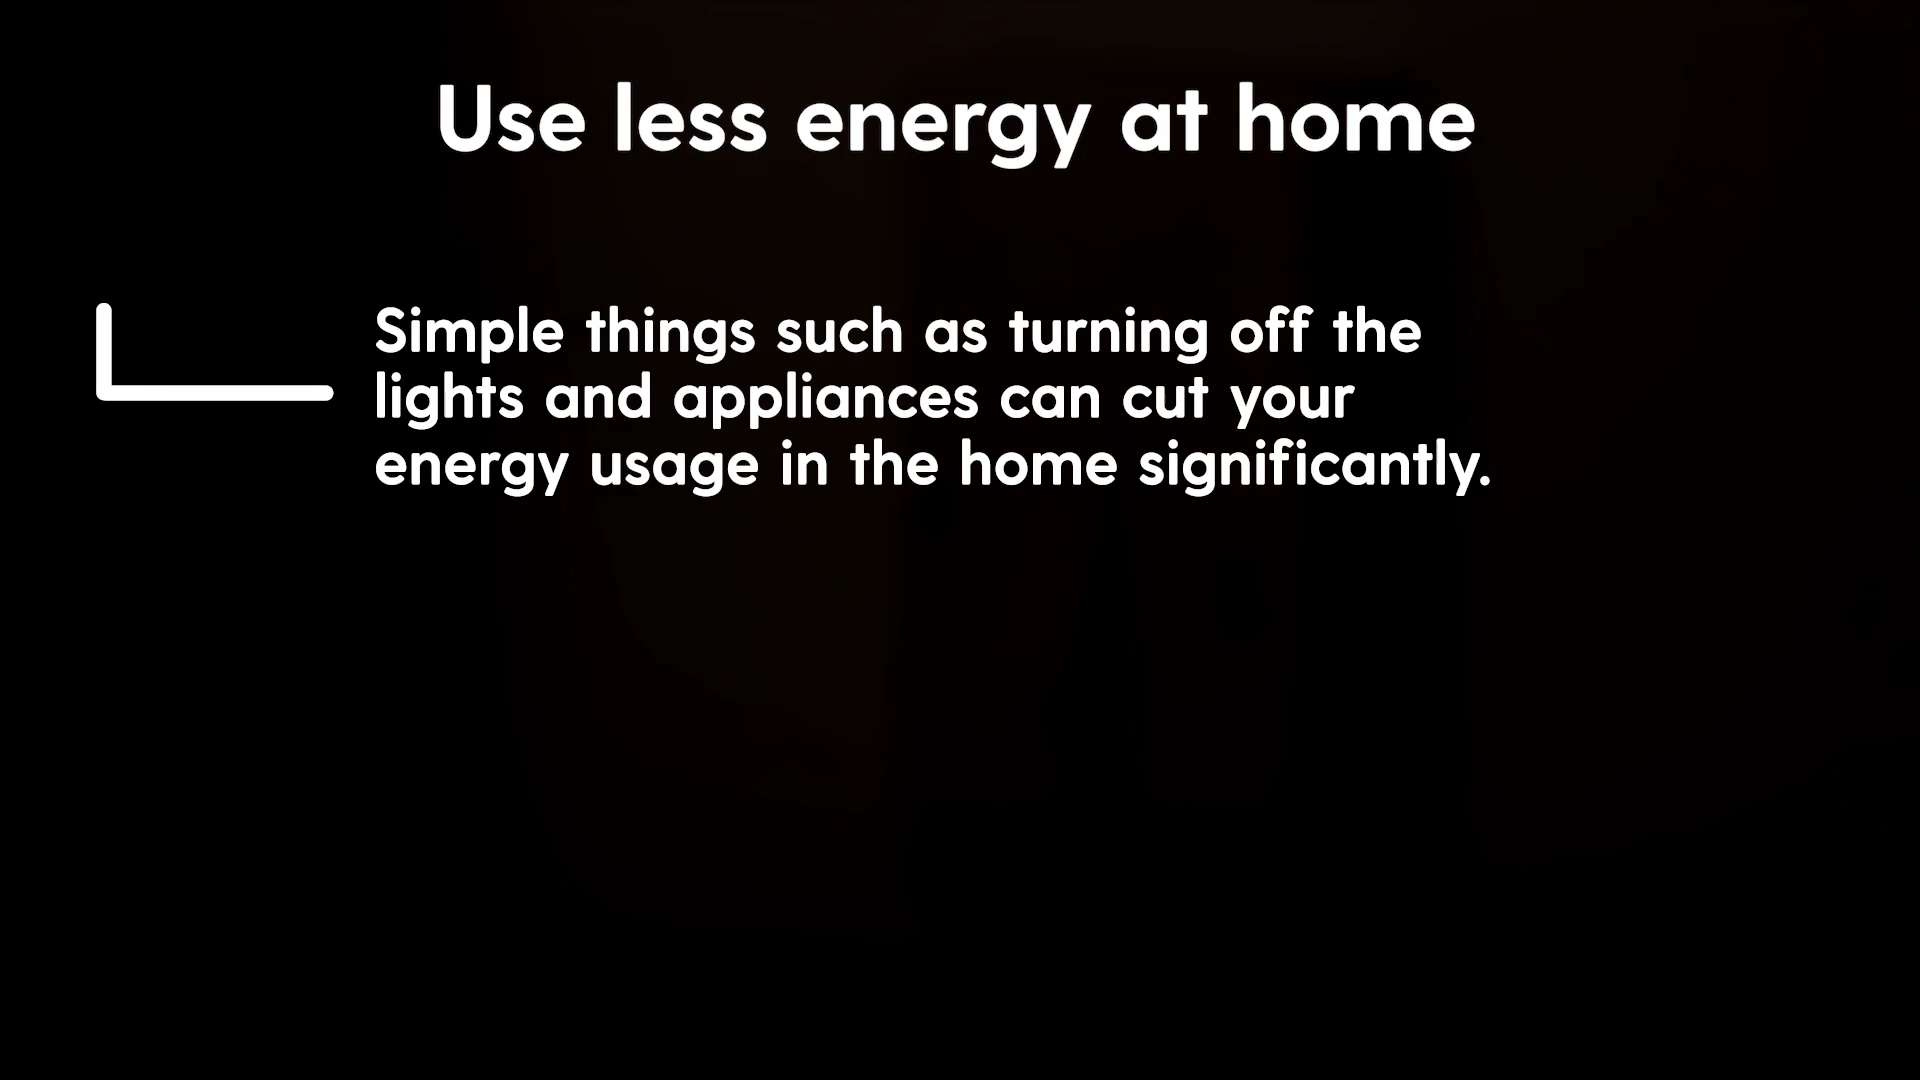 Use less energy at home
Simple things such as turning off the
lights and appliances can cut your
energy usage in the home significantly.